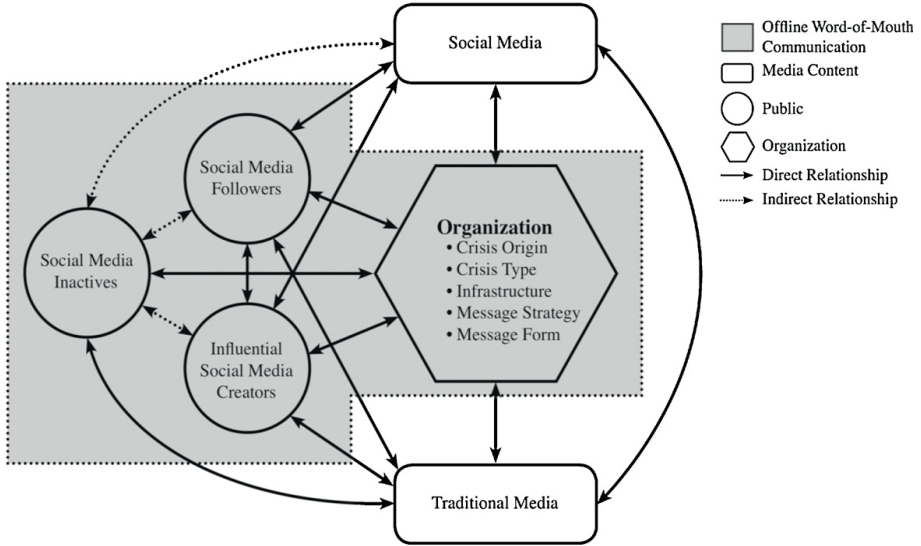 Social Media
Offline Word-of-Mouth
Communication
Media Content
Public
Organization
Direct Relationship
Indirect Relationship
Social Media
Followers
Social Media
Inactives
Influential
Social Media
Creators
Organization
• Crisis Origin
• Crisis Type
• Infrastructure
• Message Strategy
• Message Form
Traditional Media